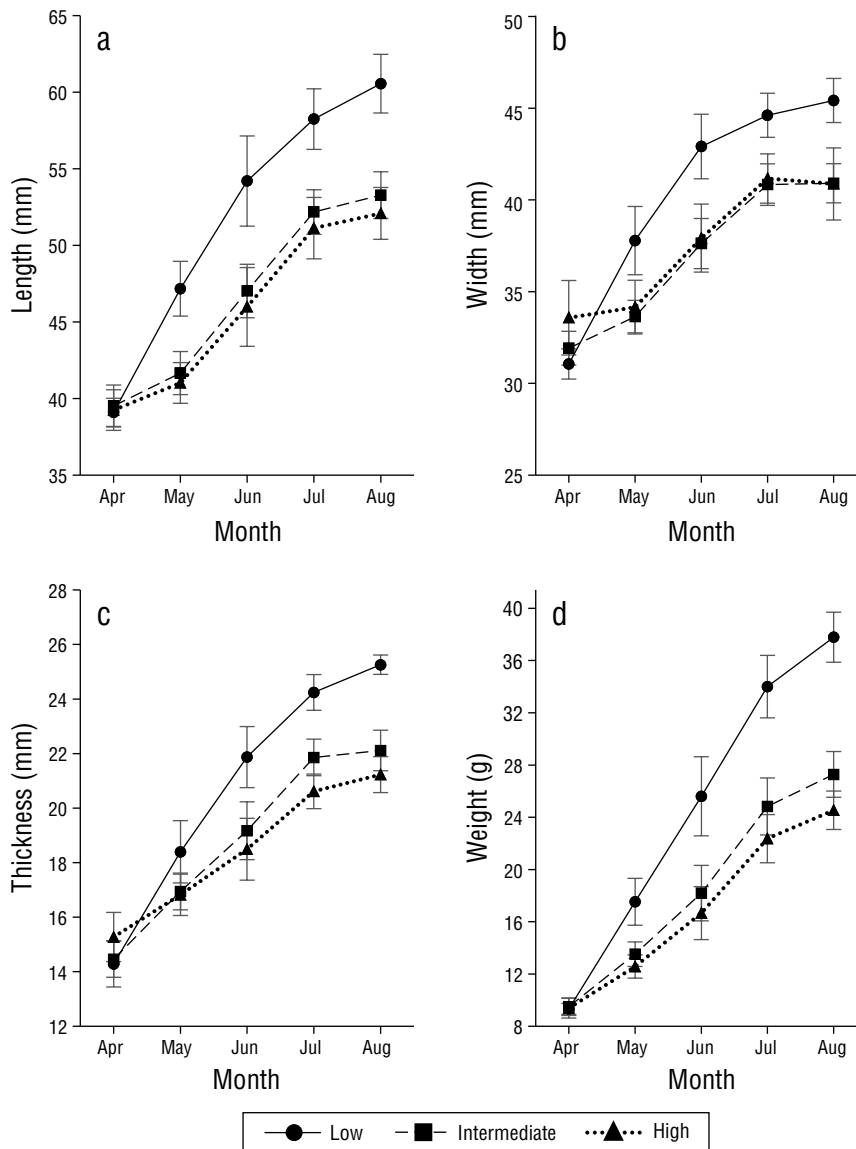 a
65
60
55
50
45
40
35
Length (mm)
Apr May Jun Jul Aug
Month
b
50
45
40
35
30
25
Width (mm)
Apr May Jun Jul Aug
Month
c
28
26
24
22
20
18
16
14
12
Thickness (mm)
Apr May Jun Jul Aug
Month
d
40
36
32
28
24
20
16
12
8
Weight (g)
Apr May Jun Jul Aug
Month
Low Intermediate High